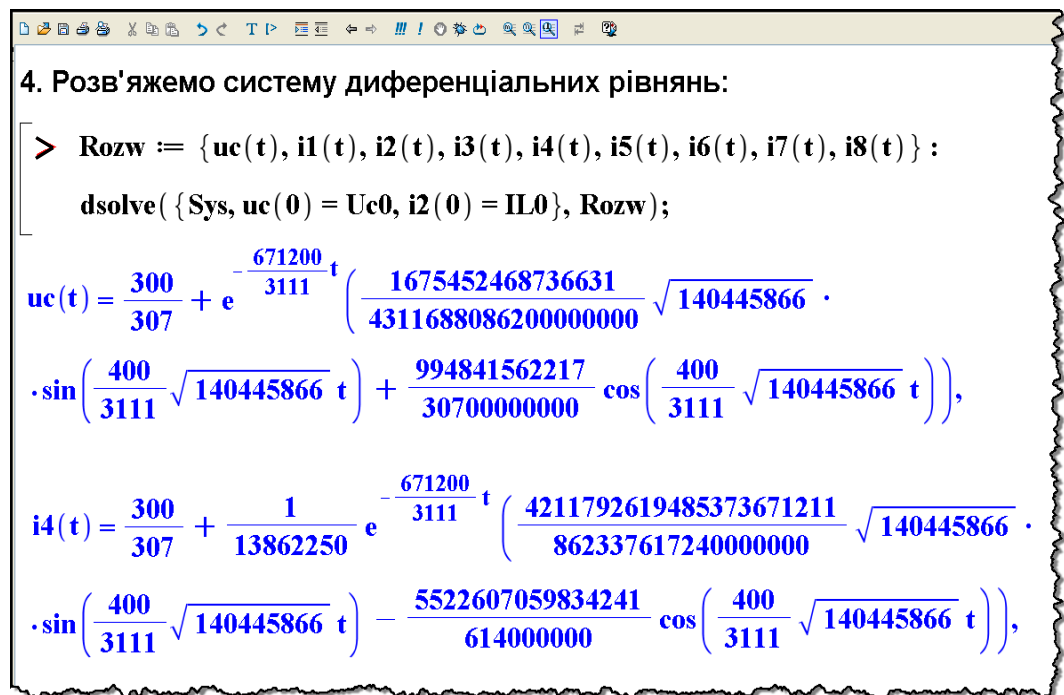 4. Розв'яжемо систему диференціальних рівнянь:
> Rozw := {uc(t), i1(t), i2(t), i3(t), i4(t), i5(t), i6(t), i7(t), i8(t)} :
dsolve({Sys, uc(0) = Uc0, i2(0) = IL0}, Rozw);
uc(t) = 300/307 + e^(-671200/3111 t) ( 1675452468736631/4311688086200000000 √140445866 ·
· sin( 400/3111 √140445866 t ) + 994841562217/30700000000 cos( 400/3111 √140445866 t ) ),
i4(t) = 300/307 + 1/13862250 e^(-671200/3111 t) ( 4211792619485373671211/862337617240000000 √140445866 ·
· sin( 400/3111 √140445866 t ) − 5522607059834241/614000000 cos( 400/3111 √140445866 t ) ),